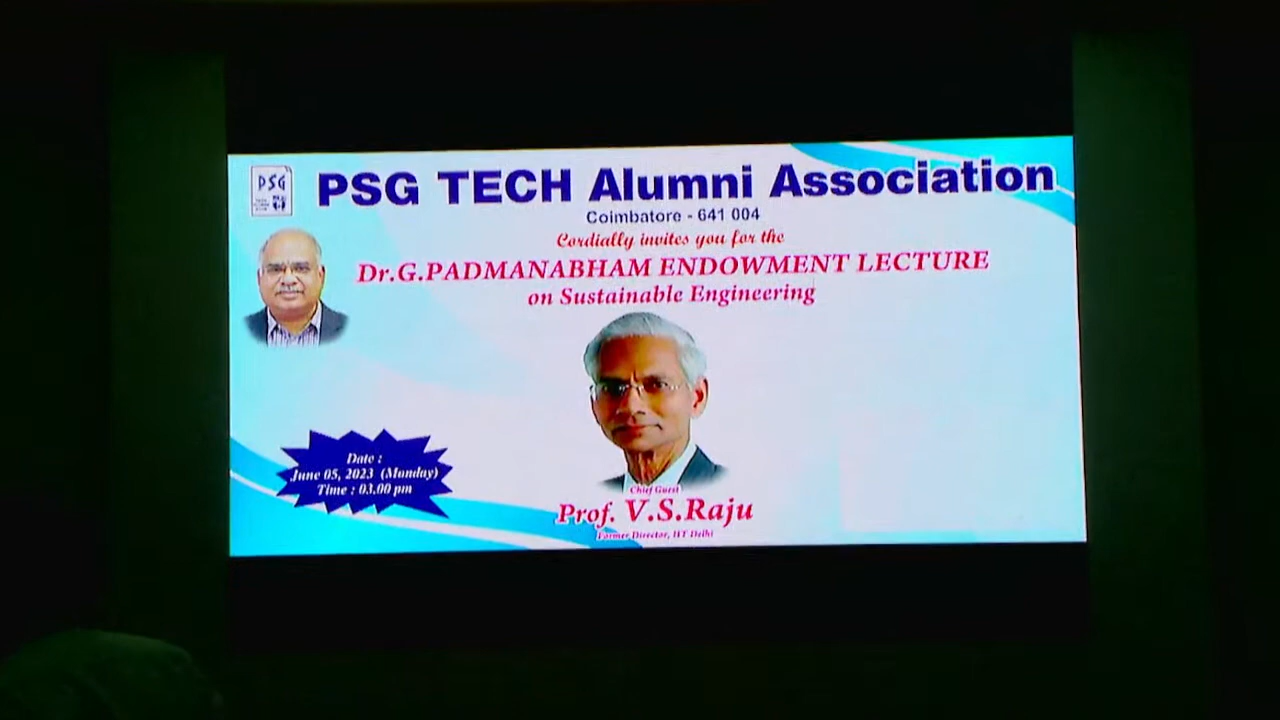 PSG
PSG TECH Alumni Association
Coimbatore - 641 004
Cordially invites you for the
Dr.G.PADMANABHAM ENDOWMENT LECTURE
on Sustainable Engineering
Date :
June 05, 2023 (Monday)
Time : 03.00 pm
Chief Guest
Prof. V.S.Raju
Former Director, IIT Delhi